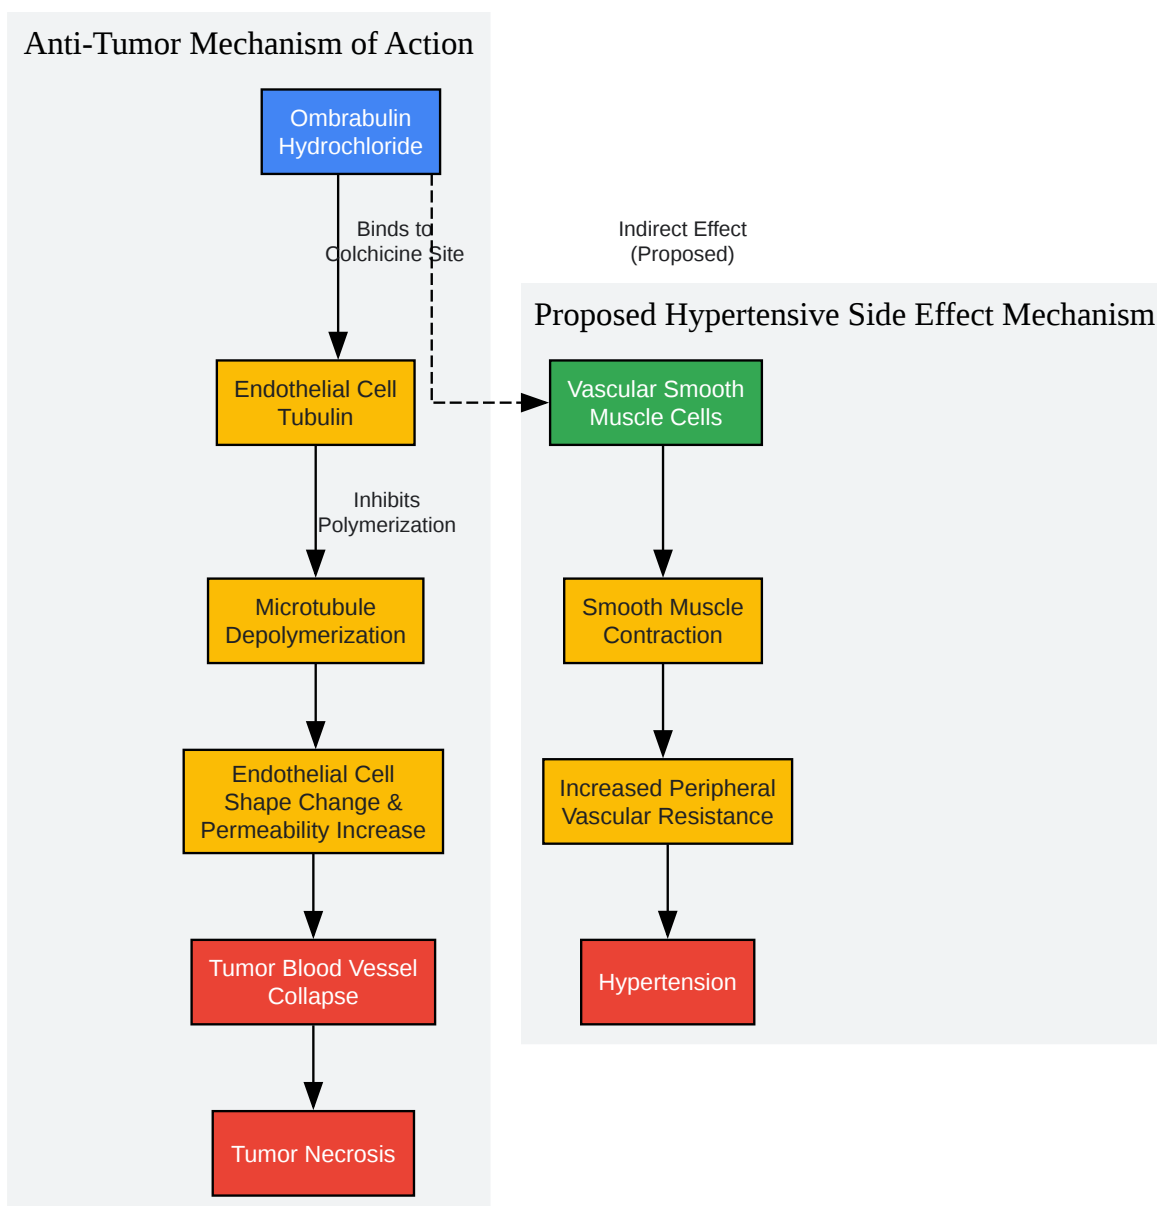 Anti-Tumor Mechanism of Action
Ombrabulin
Hydrochloride
Binds to
Colchicine Site
Endothelial Cell
Tubulin
Inhibits
Polymerization
Microtubule
Depolymerization
Endothelial Cell
Shape Change &
Permeability Increase
Tumor Blood Vessel
Collapse
Tumor Necrosis
Indirect Effect
(Proposed)
Proposed Hypertensive Side Effect Mechanism
Vascular Smooth
Muscle Cells
Smooth Muscle
Contraction
Increased Peripheral
Vascular Resistance
Hypertension